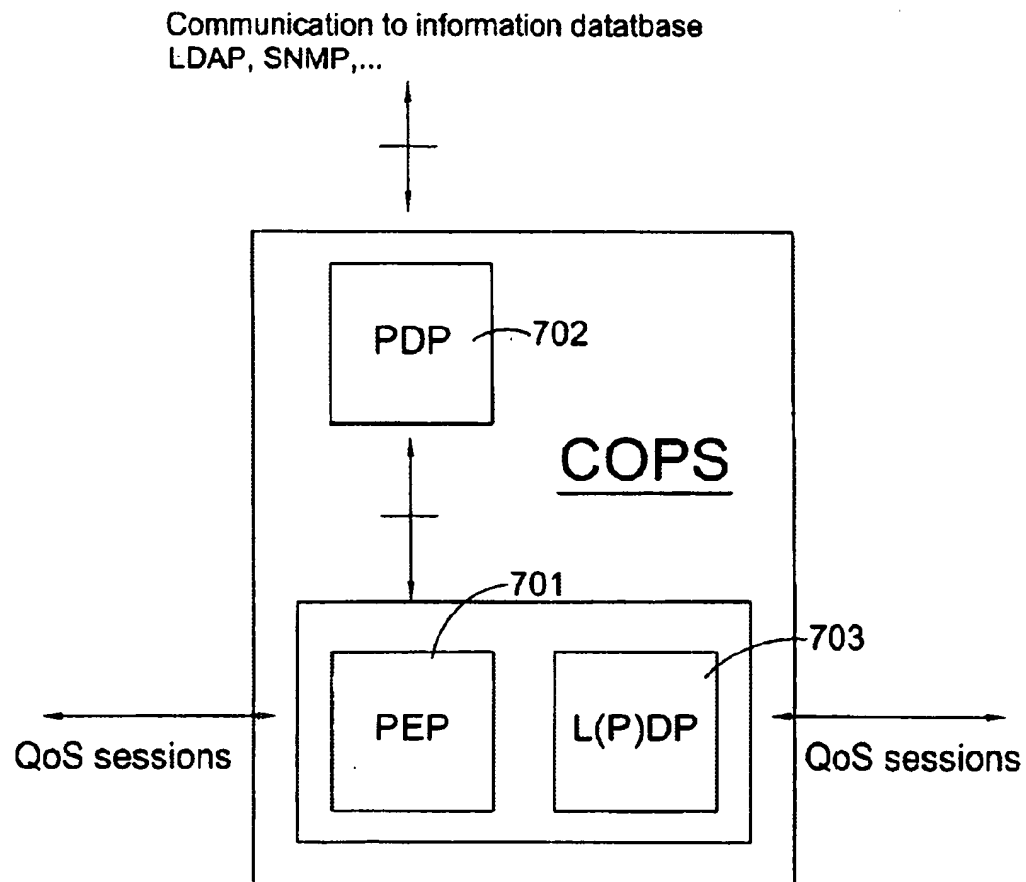 Communication to information datatbase
LDAP, SNMP,...
PDP
702
COPS
701
703
PEP
L(P)DP
QoS sessions
QoS sessions